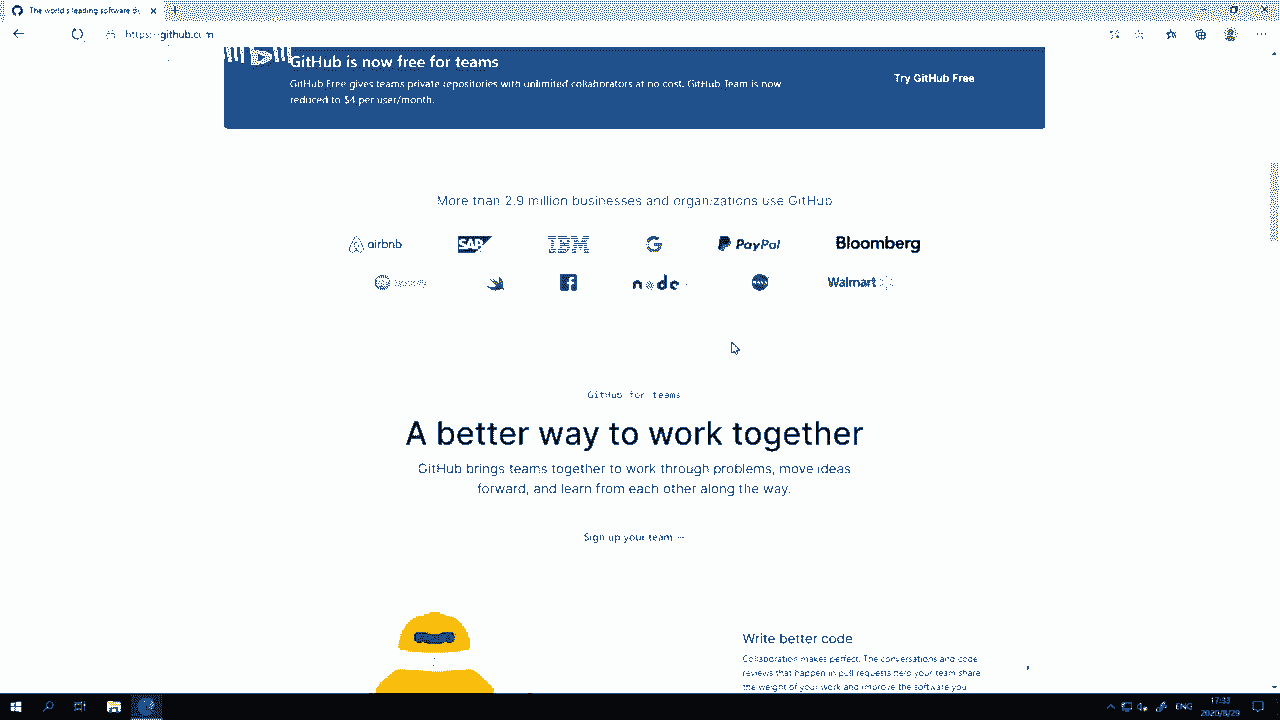 The world's leading software de
https://github.com
GitHub is now free for teams
GitHub Free gives teams private repositories with unlimited collaborators at no cost. GitHub Team is now
reduced to $4 per user/month.
Try GitHub Free
More than 2.9 million businesses and organizations use GitHub
airbnb SAP IBM G PayPal Bloomberg
node Walmart
GitHub for teams
A better way to work together
GitHub brings teams together to work through problems, move ideas
forward, and learn from each other along the way.
Sign up your team
Write better code
Collaboration makes perfect. The conversations and code
reviews that happen in pull requests help your team share
the weight of your work and improve the software you
ENG
17:33
2020/8/29